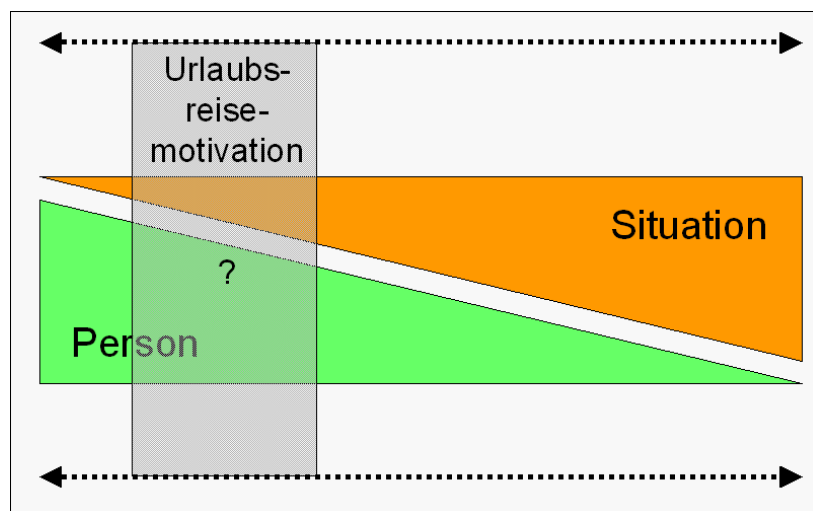 Urlaubs-
reise-
motivation
Situation
?
Person